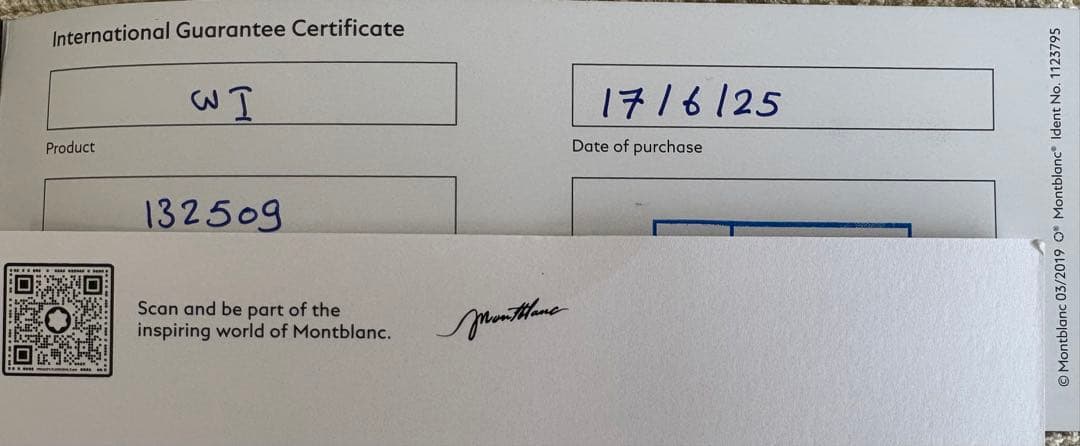 International Guarantee Certificate
WI
Product
17/6/25
Date of purchase
132509
Scan and be part of the
inspiring world of Montblanc.
Montblanc
© Montblanc 03/2019 O® Montblanc® Ident No. 1123795